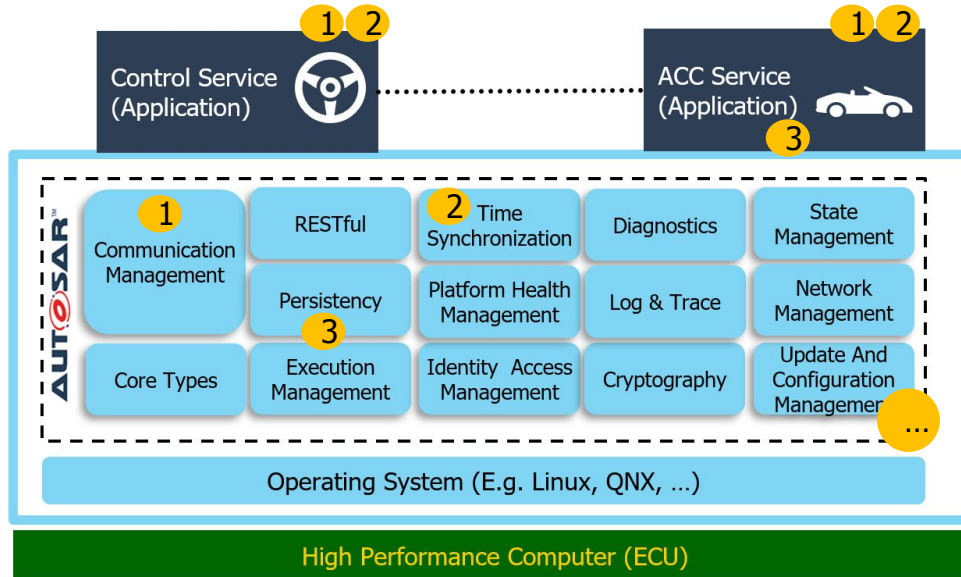 1 2
1 2
Control Service
(Application)
ACC Service
(Application)
3
AUTOSAR™
1
Communication
Management
RESTful
2 Time
Synchronization
Diagnostics
State
Management
Persistency
3
Platform Health
Management
Log & Trace
Network
Management
Core Types
Execution
Management
Identity Access
Management
Cryptography
Update And
Configuration
Management
...
Operating System (E.g. Linux, QNX, ...)
High Performance Computer (ECU)